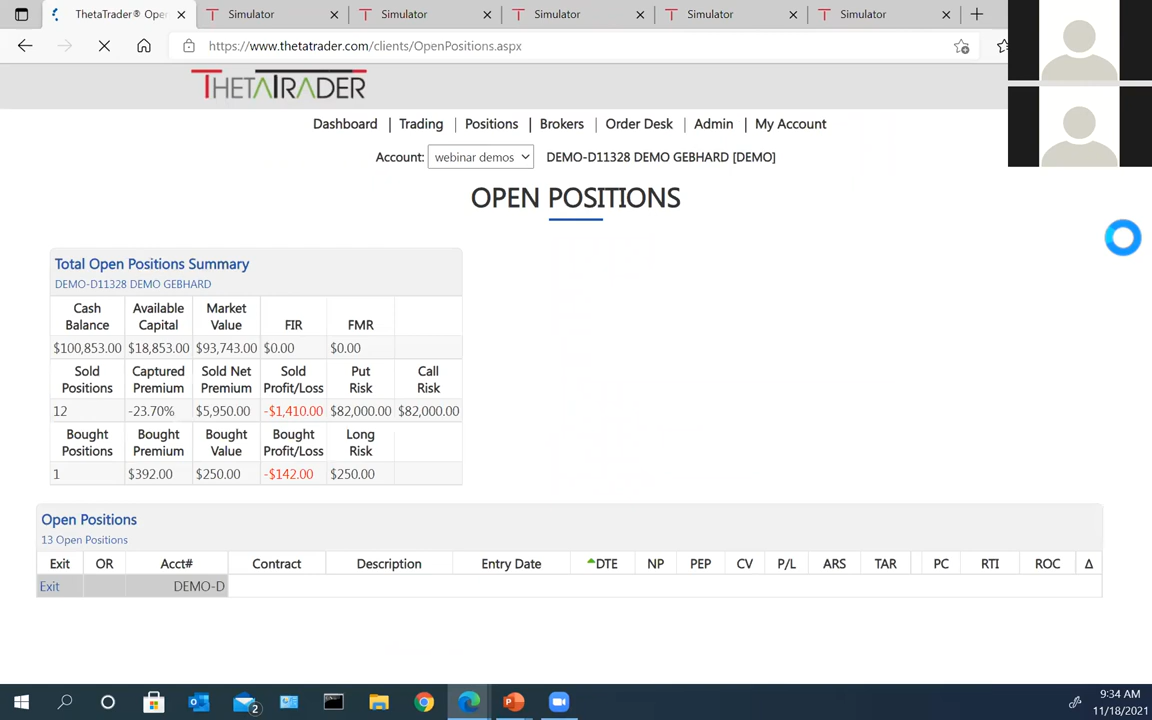 ThetaTrader® Ope
Simulator
Simulator
Simulator
Simulator
Simulator
https://www.thetatrader.com/clients/OpenPositions.aspx
THETATRADER
Dashboard | Trading | Positions | Brokers | Order Desk | Admin | My Account
Account: webinar demos DEMO-D11328 DEMO GEBHARD [DEMO]
OPEN POSITIONS
Total Open Positions Summary
DEMO-D11328 DEMO GEBHARD
Cash Balance Available Capital Market Value FIR FMR
$100,853.00 $18,853.00 $93,743.00 $0.00 $0.00
Sold Positions Captured Premium Sold Net Premium Sold Profit/Loss Put Risk Call Risk
12 -23.70% $5,950.00 -$1,410.00 $82,000.00 $82,000.00
Bought Positions Bought Premium Bought Value Bought Profit/Loss Long Risk
1 $392.00 $250.00 -$142.00 $250.00
Open Positions
13 Open Positions
Exit OR Acct# Contract Description Entry Date DTE NP PEP CV P/L ARS TAR PC RTI ROC Δ
Exit DEMO-D
2
9:34 AM
11/18/2021